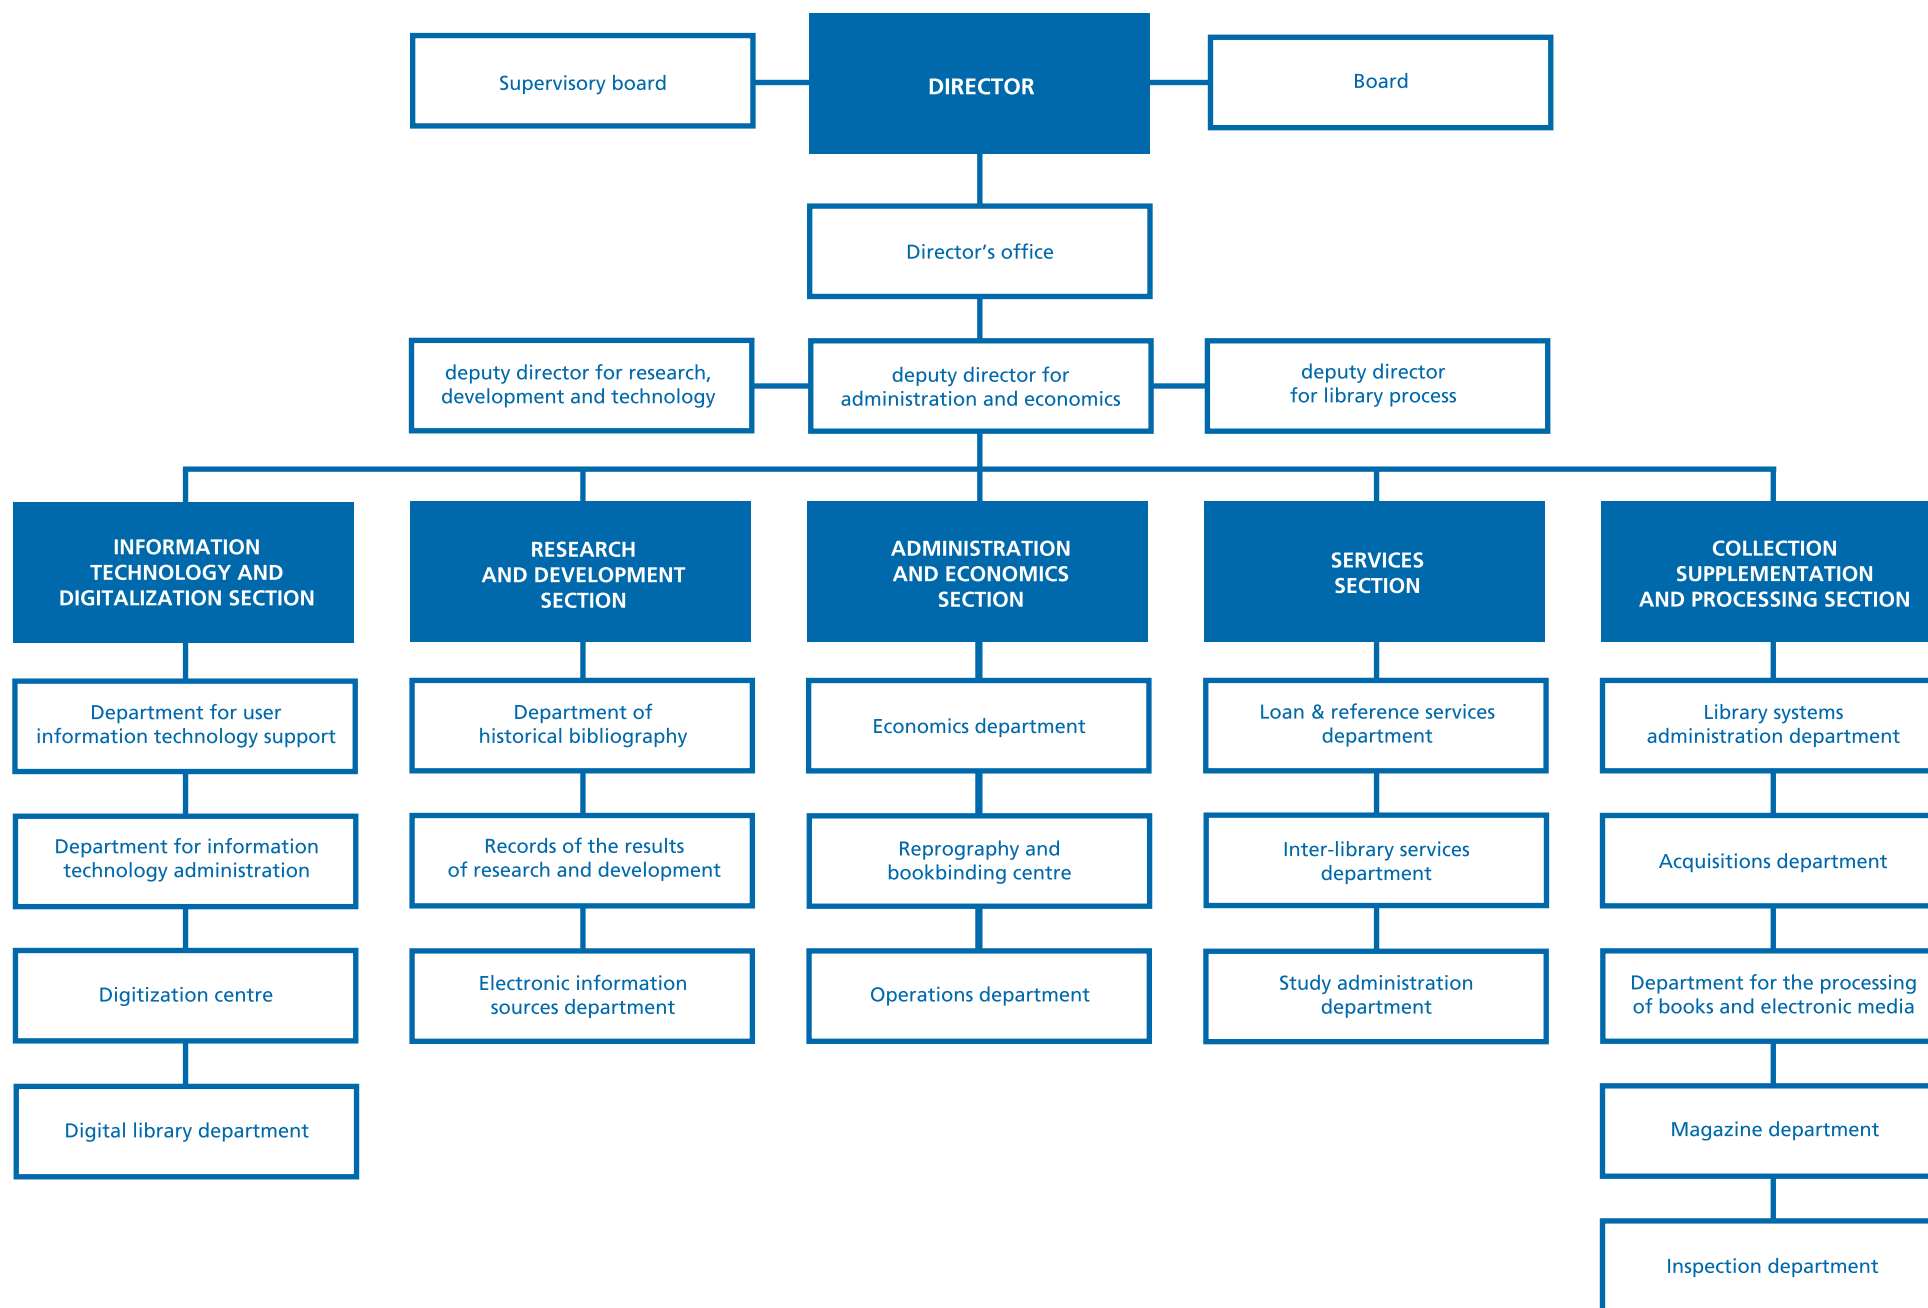 Supervisory board
DIRECTOR
Board
Director’s office
deputy director for research,
development and technology
deputy director for
administration and economics
deputy director
for library process
INFORMATION
TECHNOLOGY AND
DIGITALIZATION SECTION
RESEARCH
AND DEVELOPMENT
SECTION
ADMINISTRATION
AND ECONOMICS
SECTION
SERVICES
SECTION
COLLECTION
SUPPLEMENTATION
AND PROCESSING SECTION
Department for user
information technology support
Department of
historical bibliography
Economics department
Loan & reference services
department
Library systems
administration department
Department for information
technology administration
Records of the results
of research and development
Reprography and
bookbinding centre
Inter-library services
department
Acquisitions department
Digitization centre
Electronic information
sources department
Operations department
Study administration
department
Department for the processing
of books and electronic media
Digital library department
Magazine department
Inspection department